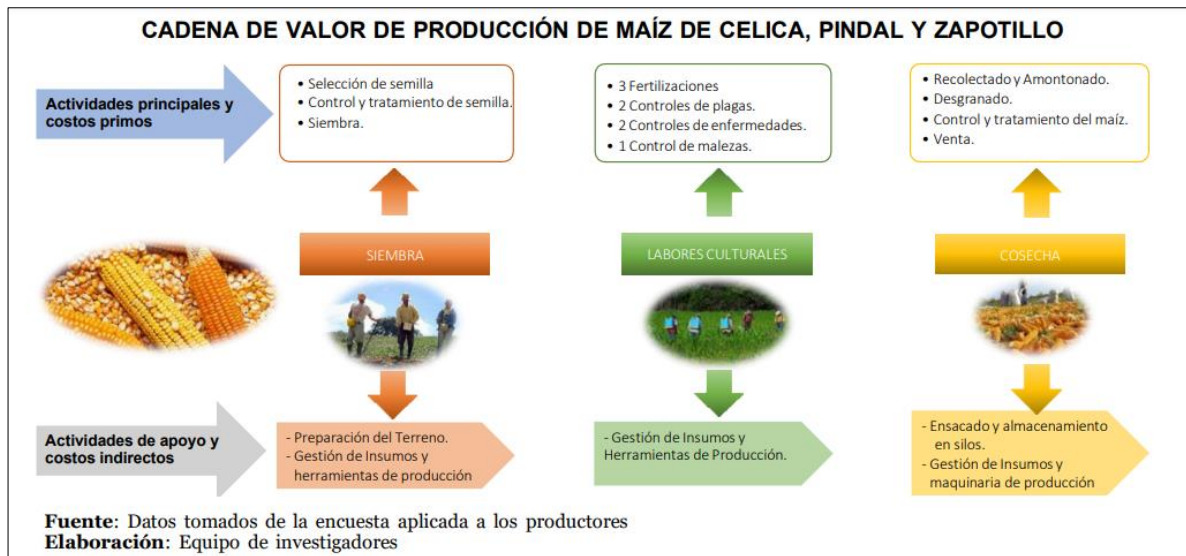 CADENA DE VALOR DE PRODUCCIÓN DE MAÍZ DE CELICA, PINDAL Y ZAPOTILLO
Actividades principales y
costos primos
• Selección de semilla
• Control y tratamiento de semilla.
• Siembra.
• 3 Fertilizaciones
• 2 Controles de plagas.
• 2 Controles de enfermedades.
• 1 Control de malezas.
• Recolectado y Amontonado.
• Desgranado.
• Control y tratamiento del maíz.
• Venta.
SIEMBRA
LABORES CULTURALES
COSECHA
Actividades de apoyo y
costos indirectos
- Preparación del Terreno.
- Gestión de Insumos y
herramientas de producción
- Gestión de Insumos y
Herramientas de Producción.
- Ensacado y almacenamiento
en silos.
- Gestión de Insumos y
maquinaria de producción
Fuente: Datos tomados de la encuesta aplicada a los productores
Elaboración: Equipo de investigadores